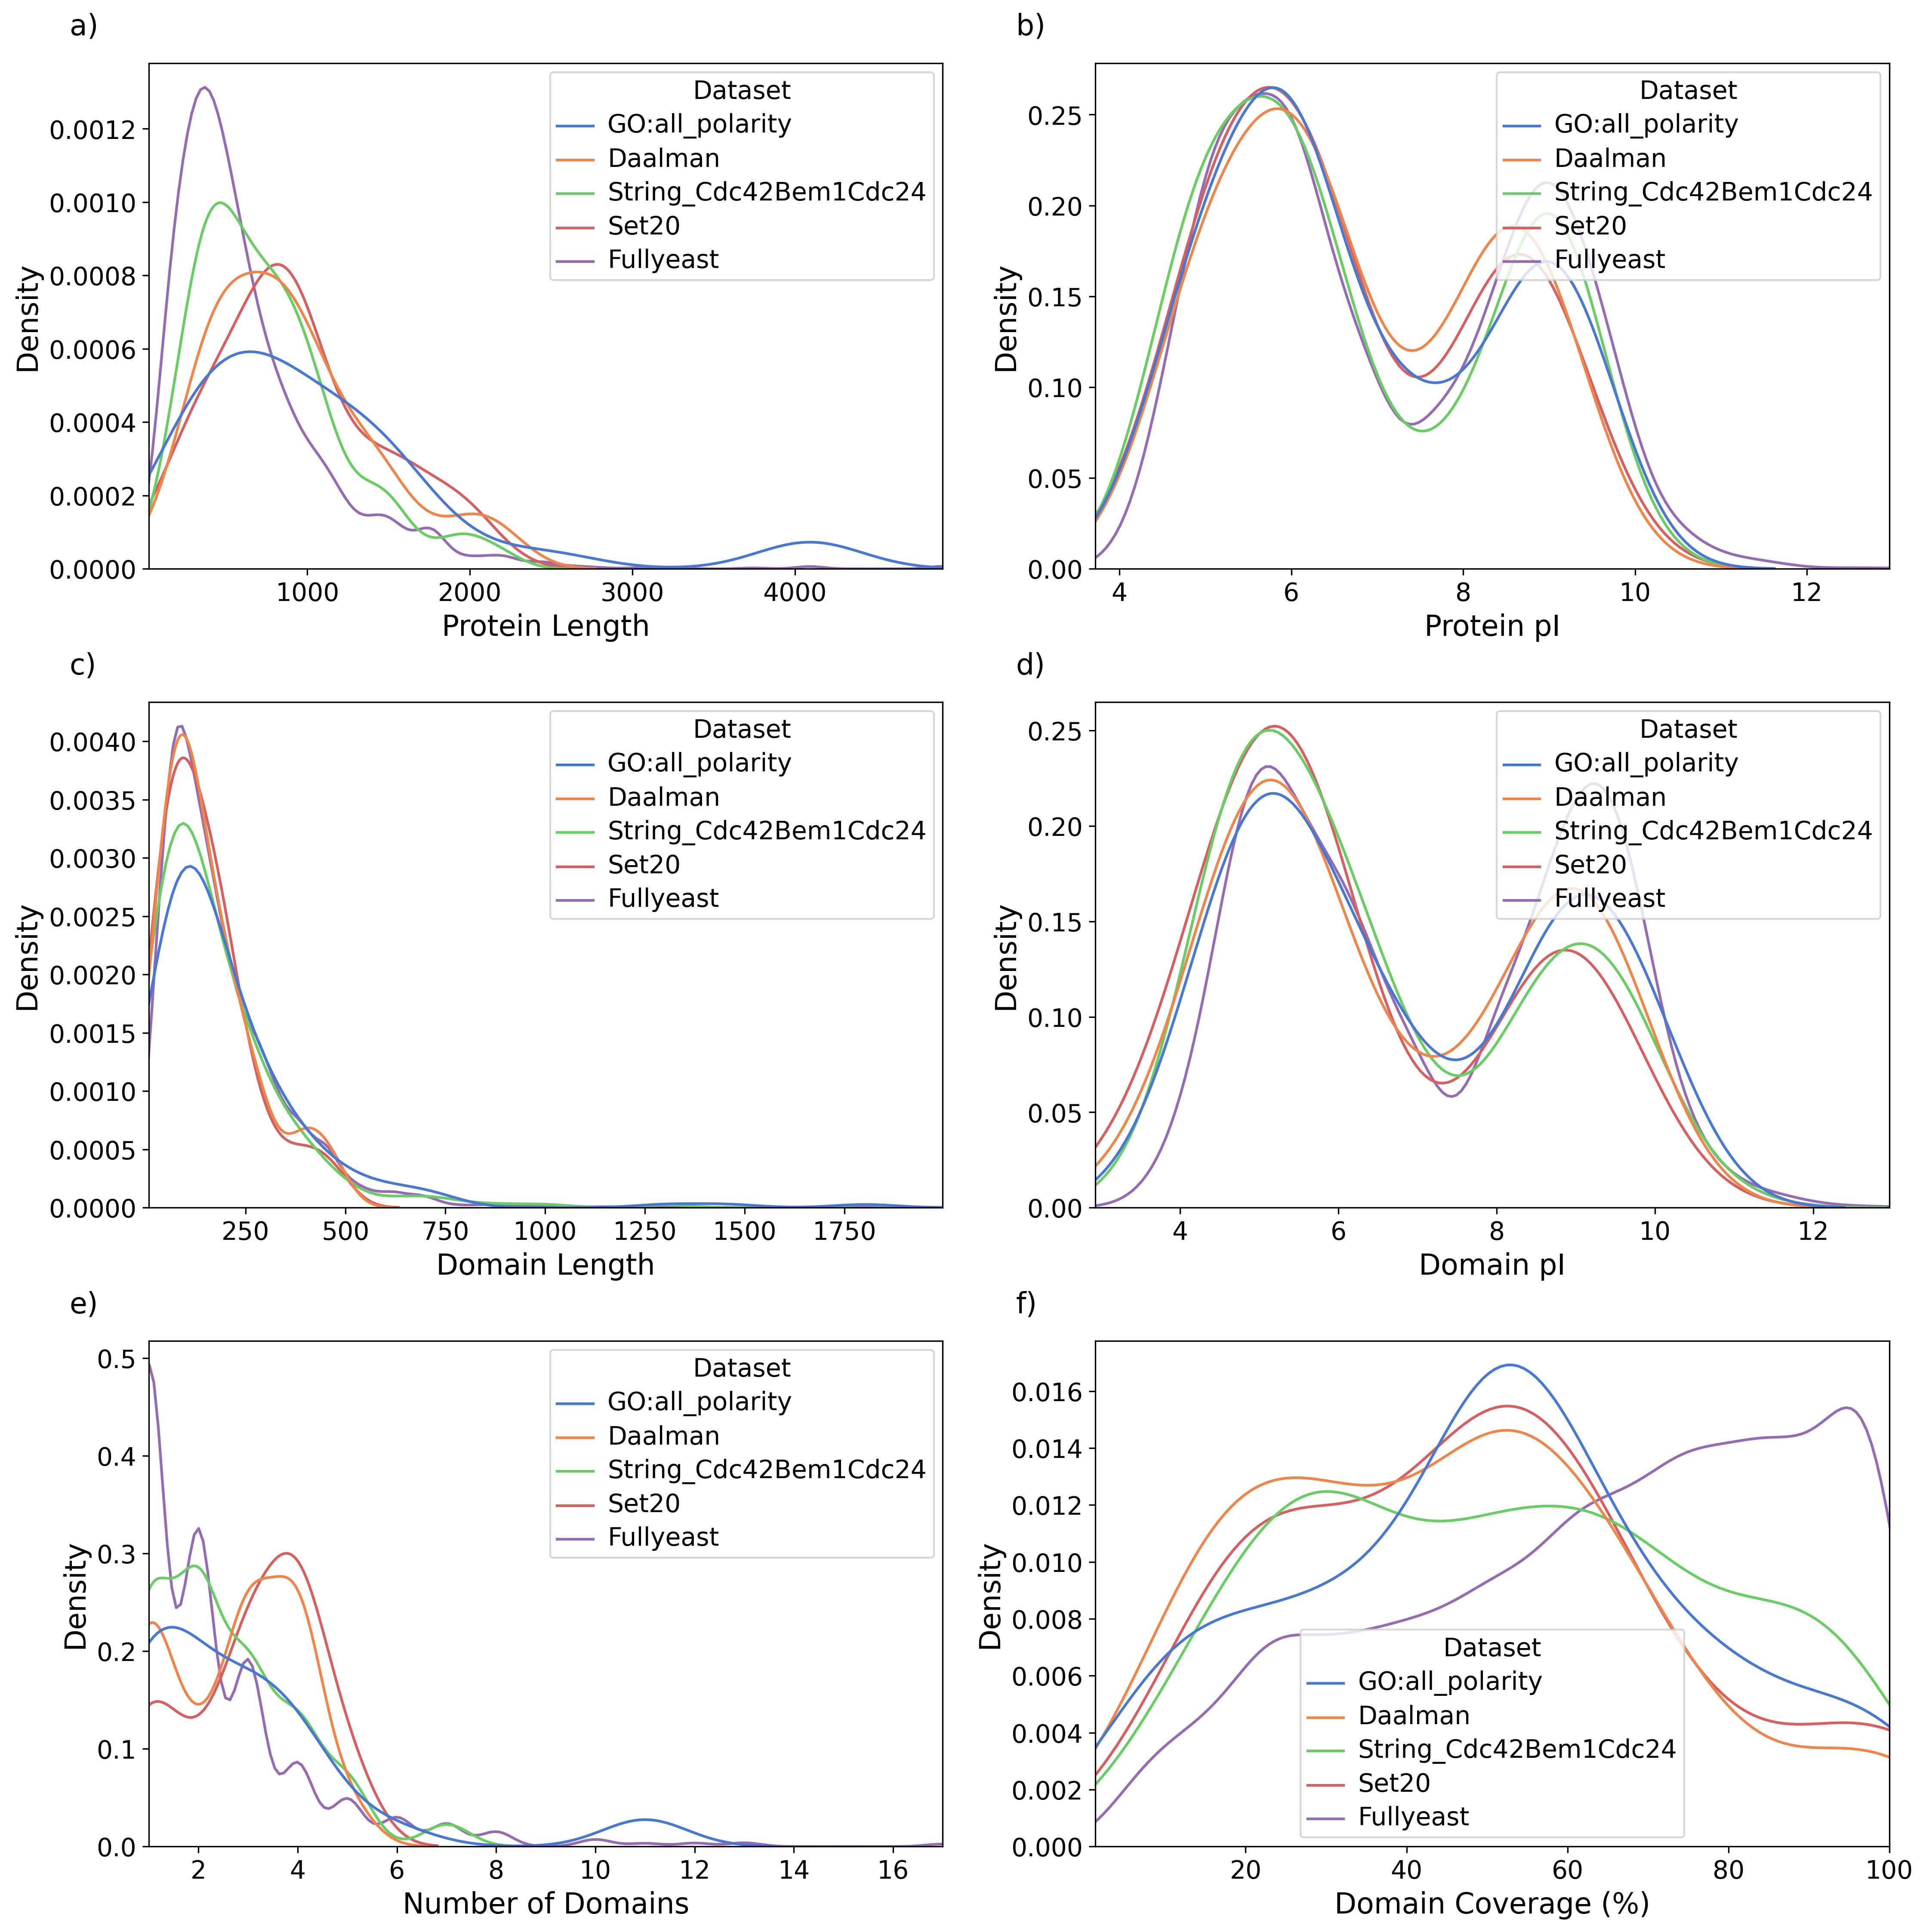 a)
Density
0.0012
0.0010
0.0008
0.0006
0.0004
0.0002
0.0000
1000 2000 3000 4000
Protein Length
Dataset
GO:all_polarity
Daalman
String_Cdc42Bem1Cdc24
Set20
Fullyeast
b)
Density
0.25
0.20
0.15
0.10
0.05
0.00
4 6 8 10 12
Protein pI
Dataset
GO:all_polarity
Daalman
String_Cdc42Bem1Cdc24
Set20
Fullyeast
c)
Density
0.0040
0.0035
0.0030
0.0025
0.0020
0.0015
0.0010
0.0005
0.0000
250 500 750 1000 1250 1500 1750
Domain Length
Dataset
GO:all_polarity
Daalman
String_Cdc42Bem1Cdc24
Set20
Fullyeast
d)
Density
0.25
0.20
0.15
0.10
0.05
0.00
4 6 8 10 12
Domain pI
Dataset
GO:all_polarity
Daalman
String_Cdc42Bem1Cdc24
Set20
Fullyeast
e)
Density
0.5
0.4
0.3
0.2
0.1
0.0
2 4 6 8 10 12 14 16
Number of Domains
Dataset
GO:all_polarity
Daalman
String_Cdc42Bem1Cdc24
Set20
Fullyeast
f)
Density
0.016
0.014
0.012
0.010
0.008
0.006
0.004
0.002
0.000
20 40 60 80 100
Domain Coverage (%)
Dataset
GO:all_polarity
Daalman
String_Cdc42Bem1Cdc24
Set20
Fullyeast